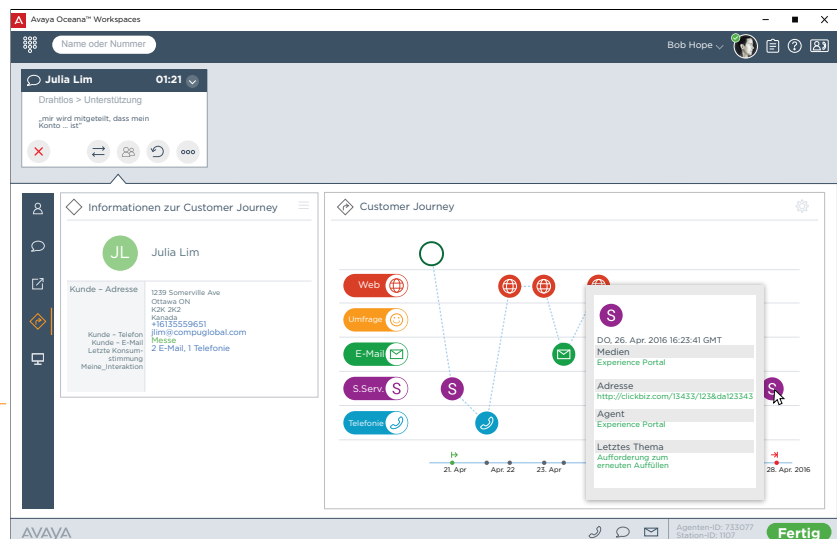 Avaya Oceana™ Workspaces
Name oder Nummer
Bob Hope
Julia Lim 01:21
Drahtlos > Unterstützung
„mir wird mitgeteilt, dass mein
Konto ... ist“
Informationen zur Customer Journey
JL
Julia Lim
Kunde – Adresse
1239 Somerville Ave
Ottawa ON
K2K 2K2
Kanada
Kunde – Telefon
+16135559651
Kunde – E-Mail
jlim@compuglobal.com
Letzte Konsum-
stimmung
Messe
Meine_Interaktion
2 E-Mail, 1 Telefonie
Customer Journey
Web
Umfrage
E-Mail
S.Serv. S
S
Telefonie
21. Apr
Apr. 22
23. Apr
28. Apr. 2016
S
S
DO, 26. Apr. 2016 16:23:41 GMT
Medien
Experience Portal
Adresse
http://clickbiz.com/13433/123&da123343
Agent
Experience Portal
Letztes Thema
Aufforderung zum
erneuten Auffüllen
AVAYA
Agenten-ID: 733077
Station-ID: 1107
Fertig